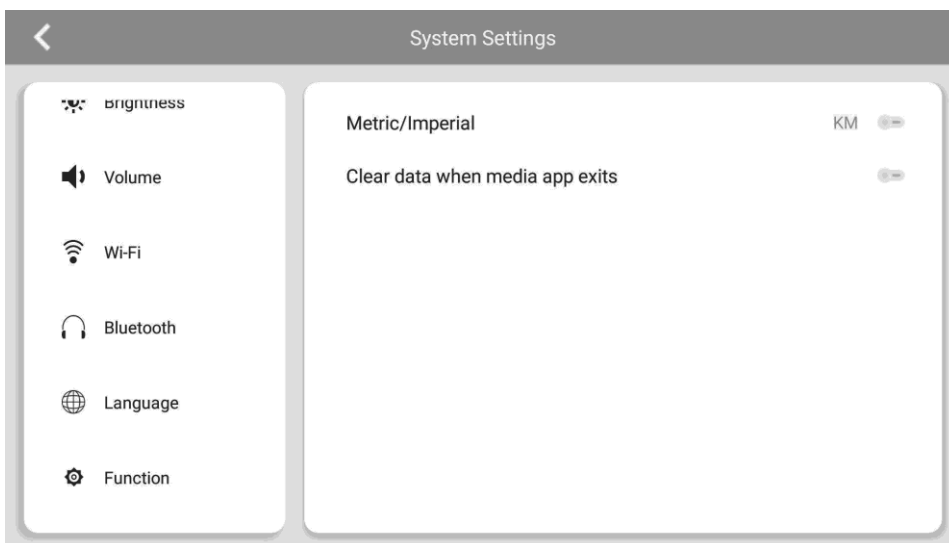 System Settings
Brightness
Volume
Wi-Fi
Bluetooth
Language
Function
Metric/Imperial KM
Clear data when media app exits